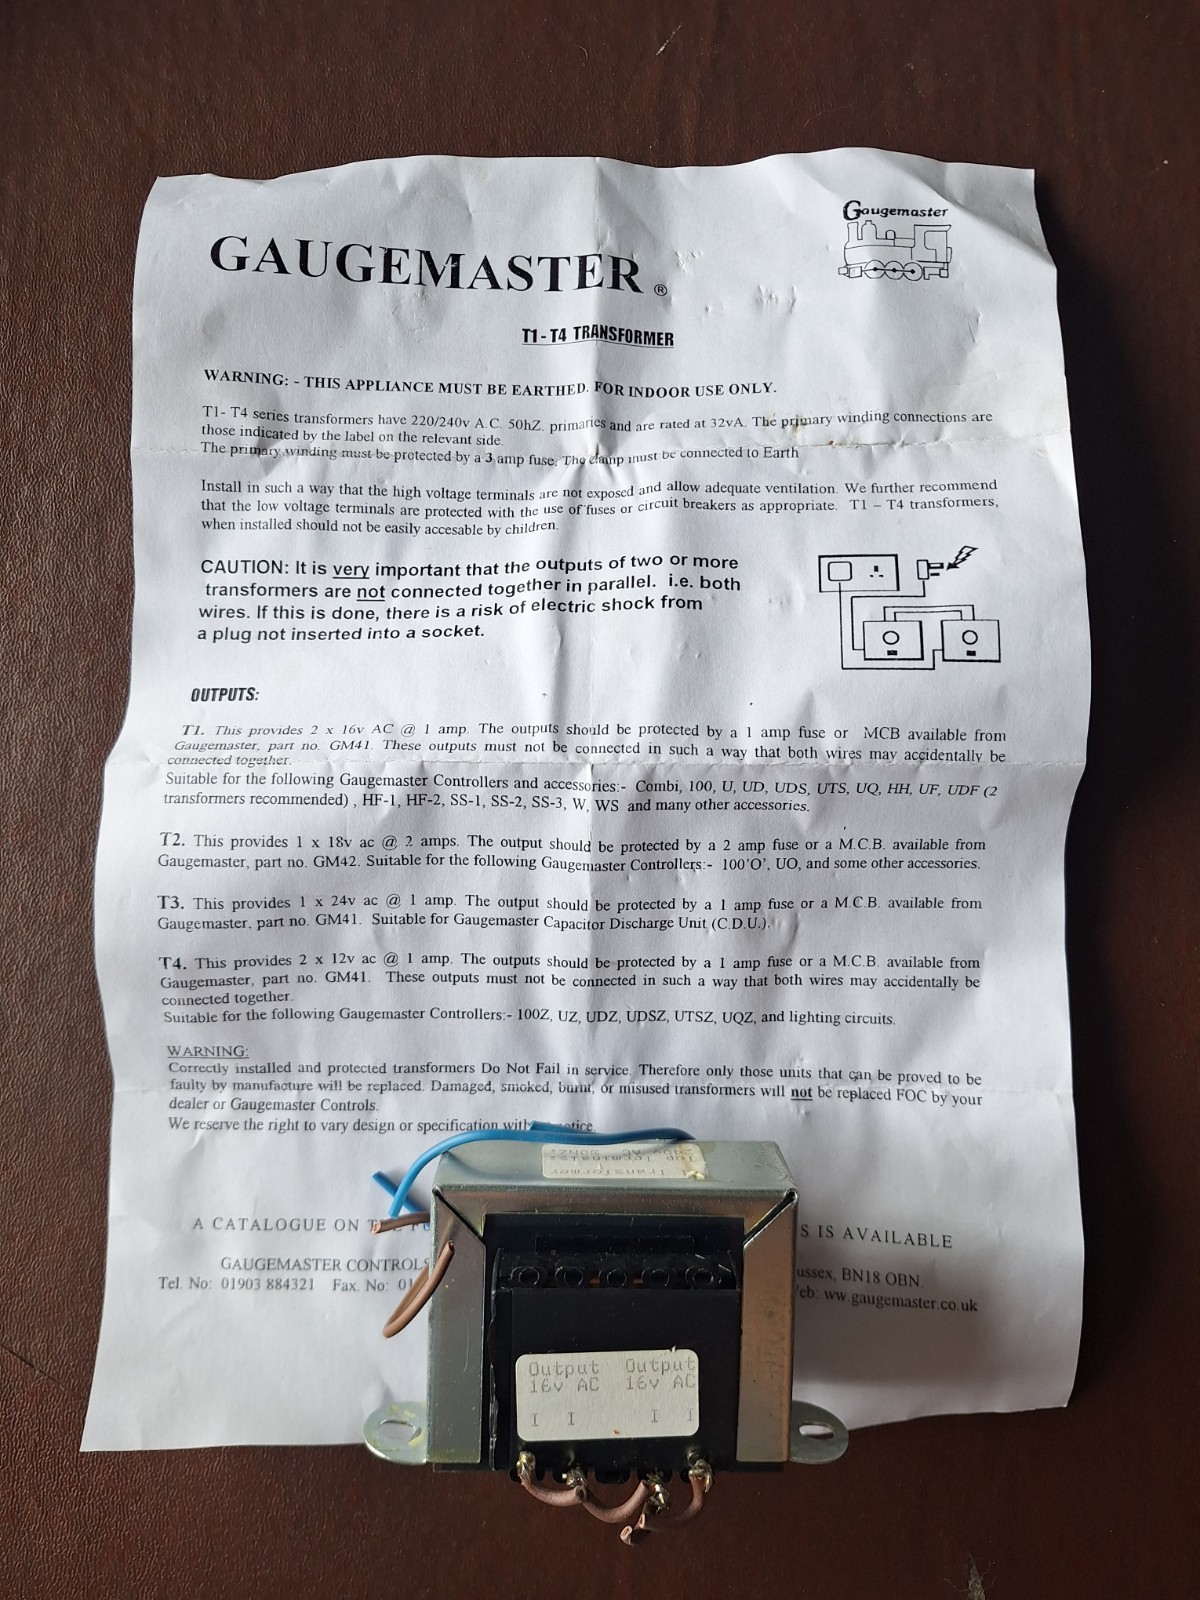 Gaugemaster
GAUGEMASTER ®
T1 - T4 TRANSFORMER
WARNING: - THIS APPLIANCE MUST BE EARTHED. FOR INDOOR USE ONLY.
T1- T4 series transformers have 220/240v A.C. 50hZ. primaries and are rated at 32vA. The primary winding connections are
those indicated by the label on the relevant side.
The primary winding must be protected by a 3 amp fuse. The clamp must be connected to Earth
Install in such a way that the high voltage terminals are not exposed and allow adequate ventilation. We further recommend
that the low voltage terminals are protected with the use of fuses or circuit breakers as appropriate. T1 – T4 transformers,
when installed should not be easily accesable by children.
CAUTION: It is very important that the outputs of two or more
transformers are not connected together in parallel. i.e. both
wires. If this is done, there is a risk of electric shock from
a plug not inserted into a socket.
OUTPUTS:
T1. This provides 2 x 16v AC @ 1 amp. The outputs should be protected by a 1 amp fuse or MCB available from
Gaugemaster, part no. GM41. These outputs must not be connected in such a way that both wires may accidentally be
connected together.
Suitable for the following Gaugemaster Controllers and accessories:- Combi, 100, U, UD, UDS, UTS, UQ, HH, UF, UDF (2
transformers recommended) , HF-1, HF-2, SS-1, SS-2, SS-3, W, WS and many other accessories.
T2. This provides 1 x 18v ac @ 2 amps. The output should be protected by a 2 amp fuse or a M.C.B. available from
Gaugemaster, part no. GM42. Suitable for the following Gaugemaster Controllers:- 100'O', UO, and some other accessories.
T3. This provides 1 x 24v ac @ 1 amp. The output should be protected by a 1 amp fuse or a M.C.B. available from
Gaugemaster, part no. GM41. Suitable for Gaugemaster Capacitor Discharge Unit (C.D.U.).
T4. This provides 2 x 12v ac @ 1 amp. The outputs should be protected by a 1 amp fuse or a M.C.B. available from
Gaugemaster, part no. GM41. These outputs must not be connected in such a way that both wires may accidentally be
connected together.
Suitable for the following Gaugemaster Controllers:- 100Z, UZ, UDZ, UDSZ, UTSZ, UQZ, and lighting circuits.
WARNING:
Correctly installed and protected transformers Do Not Fail in service. Therefore only those units that can be proved to be
faulty by manufacture will be replaced. Damaged, smoked, burnt, or misused transformers will not be replaced FOC by your
dealer or Gaugemaster Controls.
We reserve the right to vary design or specification
A CATALOGUE ON IS AVAILABLE
GAUGEMASTER CONTROLS BN18 OBN.
Tel. No: 01903 884321 Fax. No: 01 ww.gaugemaster.co.uk
Transformer
Top Terminals:
AC 50HZ.
Output Output
16v AC 16v AC
I I I I